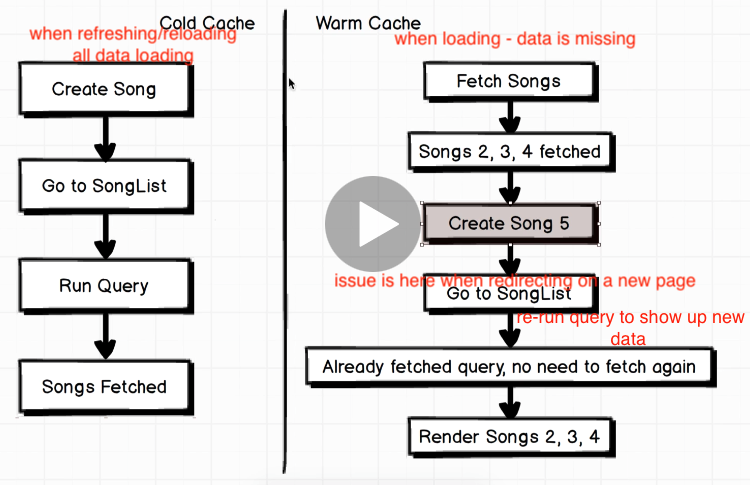 Cold Cache
when refreshing/reloading
all data loading
Create Song
Go to SongList
Run Query
Songs Fetched
Warm Cache
when loading - data is missing
Fetch Songs
Songs 2, 3, 4 fetched
Create Song 5
issue is here when redirecting on a new page
Go to SongList
re-run query to show up new
data
Already fetched query, no need to fetch again
Render Songs 2, 3, 4